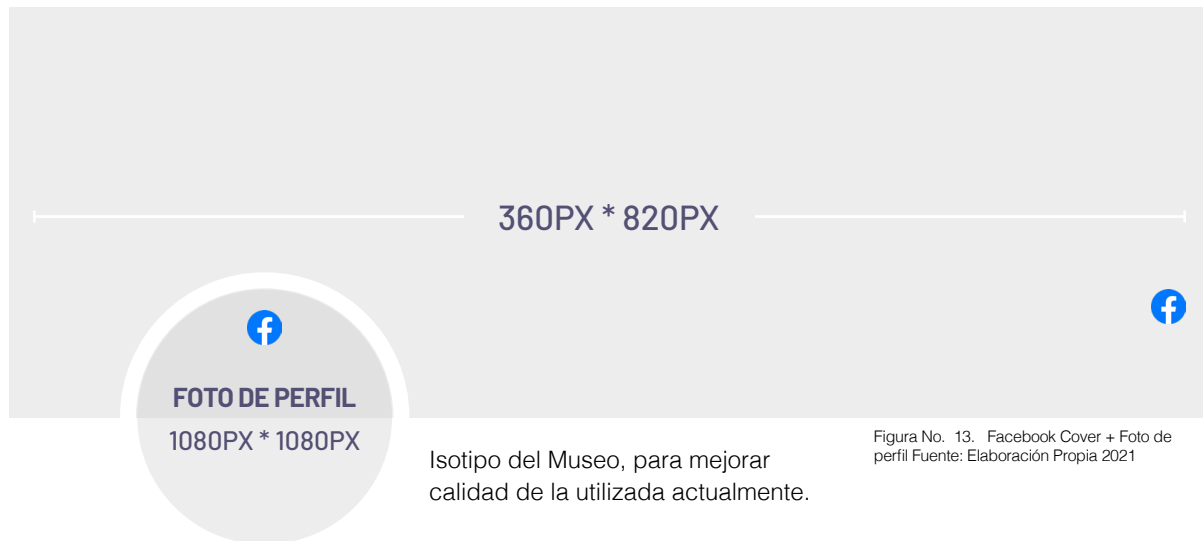 360PX * 820PX
FOTO DE PERFIL
1080PX * 1080PX
Isotipo del Museo, para mejorar
calidad de la utilizada actualmente.
Figura No. 13. Facebook Cover + Foto de
perfil Fuente: Elaboración Propia 2021